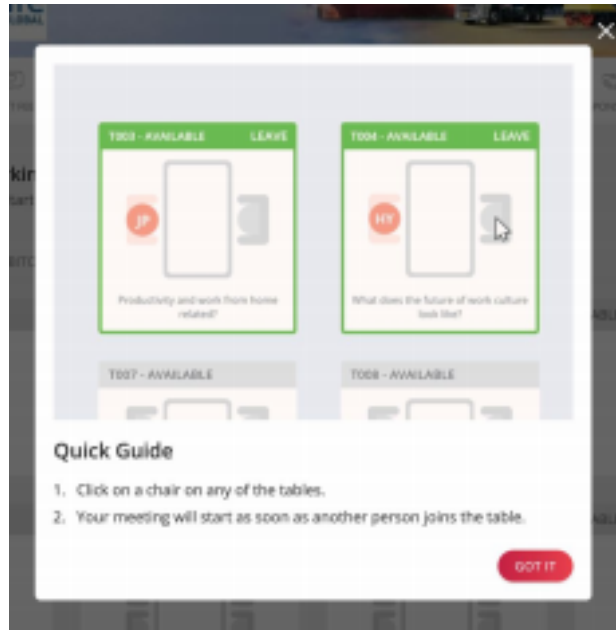 GLOBAL
T003 - AVAILABLE LEAVE
T004 - AVAILABLE LEAVE
JP
HY
Productivity and work from home
related?
What does the future of work culture
look like?
T007 - AVAILABLE
T008 - AVAILABLE
Quick Guide
1. Click on a chair on any of the tables.
2. Your meeting will start as soon as another person joins the table.
GOT IT